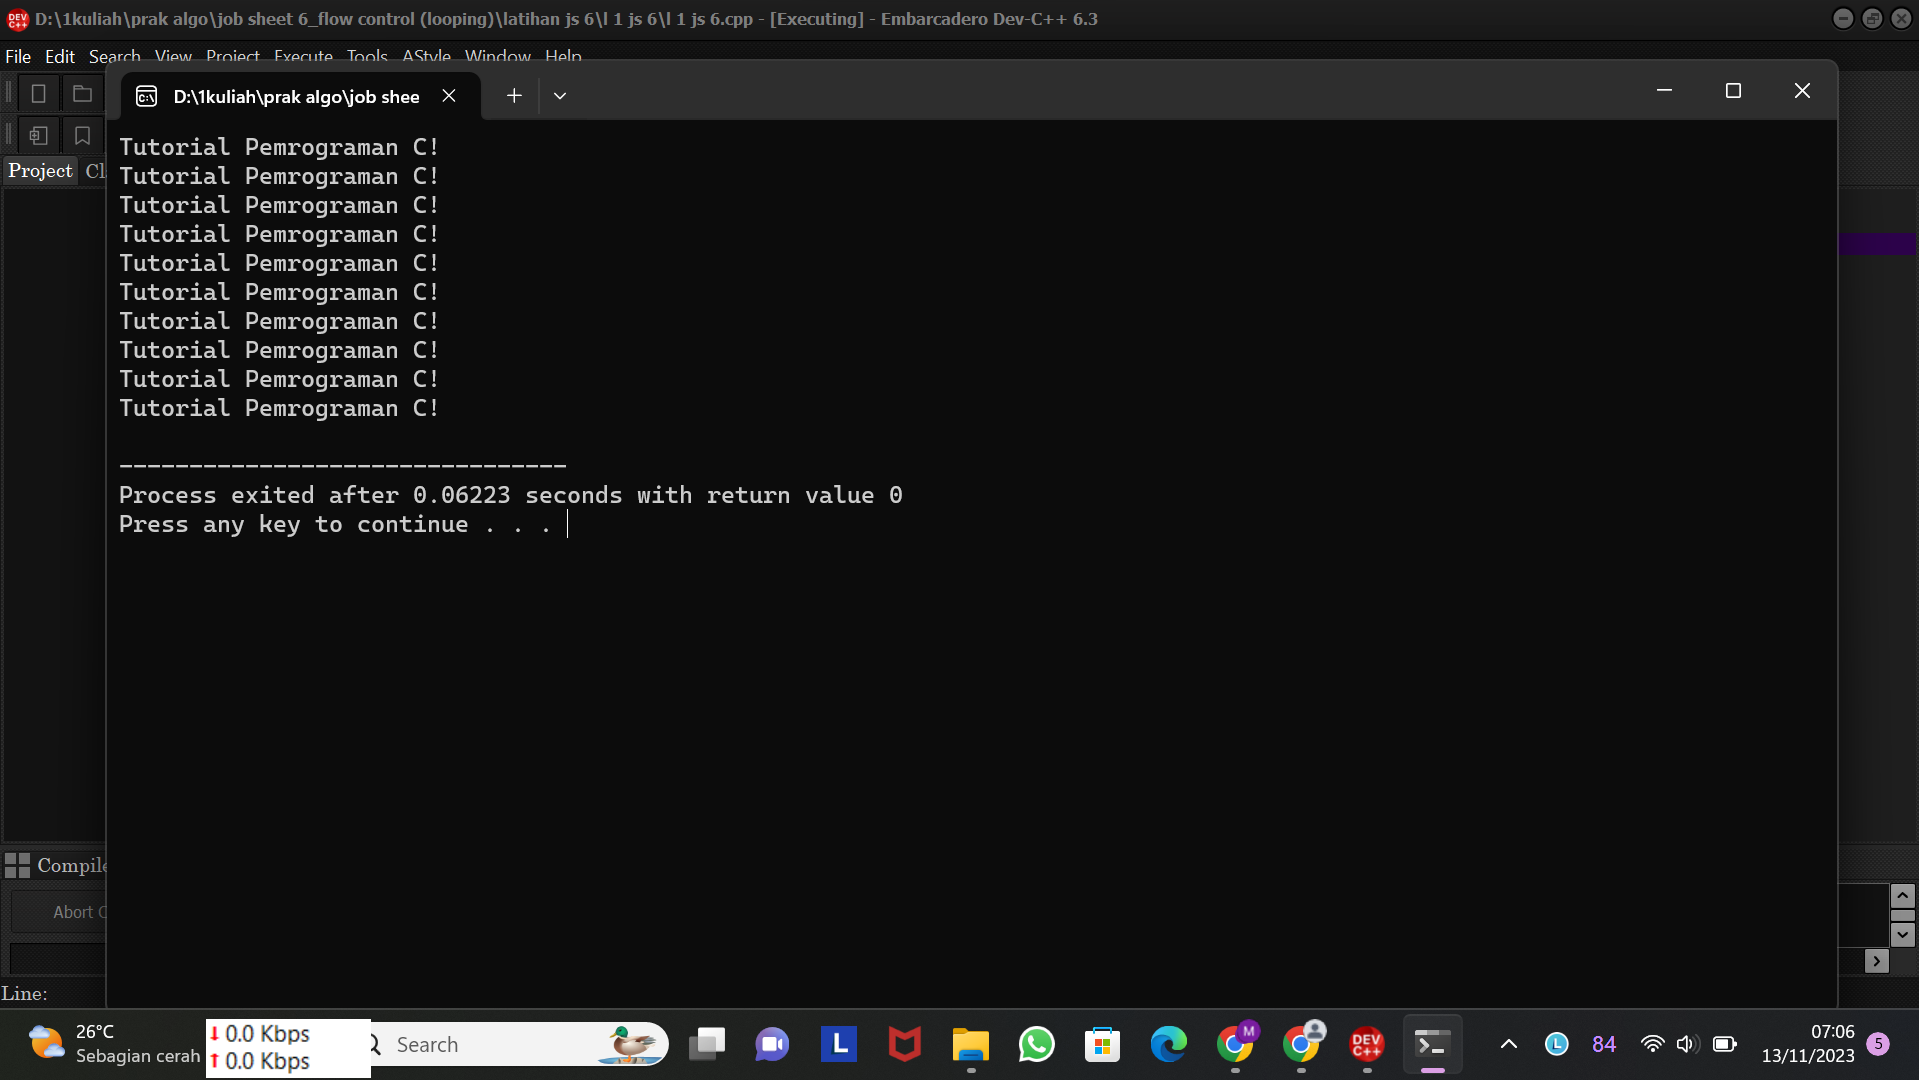 D:\1kuliah\prak algo\job sheet 6_flow control (looping)\latihan js 6\l 1 js 6\l 1 js 6.cpp - [Executing] - Embarcadero Dev-C++ 6.3
File Edit Search View Project Execute Tools AStyle Window Help
D:\1kuliah\prak algo\job shee
Project Cl
Tutorial Pemrograman C!
Tutorial Pemrograman C!
Tutorial Pemrograman C!
Tutorial Pemrograman C!
Tutorial Pemrograman C!
Tutorial Pemrograman C!
Tutorial Pemrograman C!
Tutorial Pemrograman C!
Tutorial Pemrograman C!
Tutorial Pemrograman C!
--------------------------------
Process exited after 0.06223 seconds with return value 0
Press any key to continue . . .
Compile
Abort C
Line:
26°C
Sebagian cerah
0.0 Kbps
0.0 Kbps
Search
L
M
DEV C++
L
84
07:06
13/11/2023
5